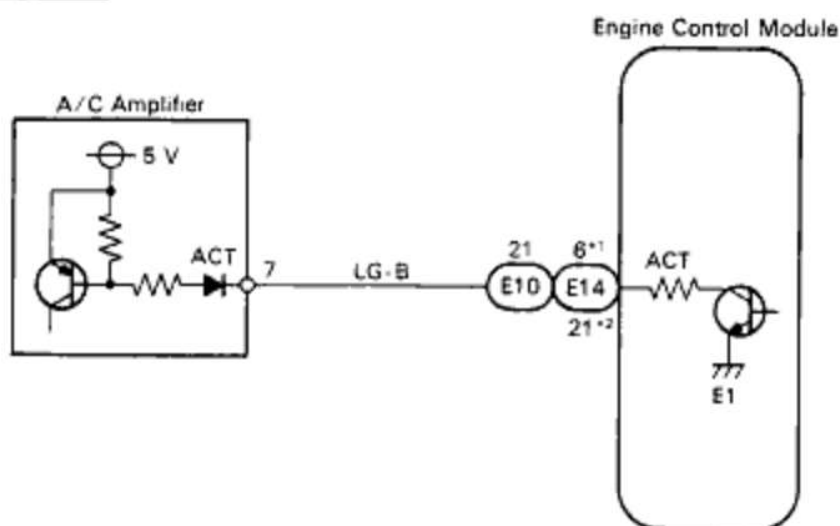 Engine Control Module
A/C Amplifier
5 V
ACT
7
LG-B
21
E10
6*1
E14
21*2
ACT
E1